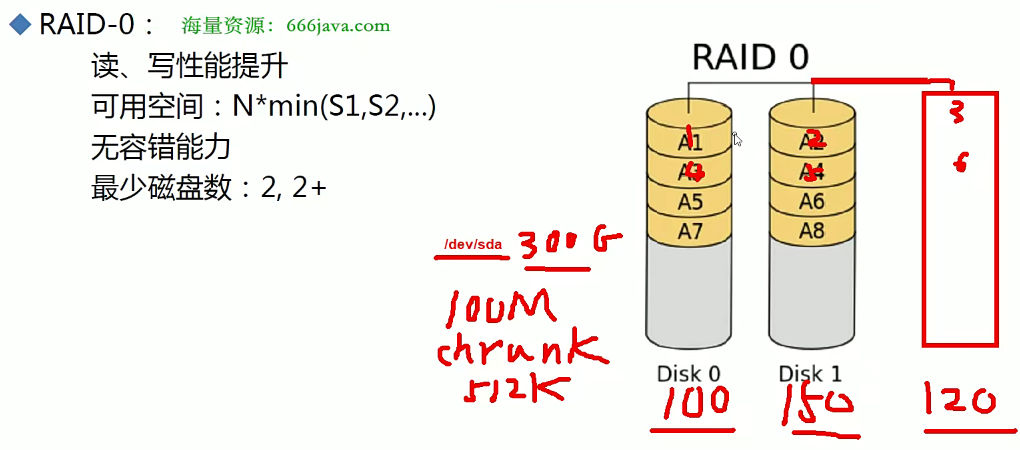 RAID-0：
海量资源：666java.com
读、写性能提升
可用空间：N*min(S1,S2,...)
无容错能力
最少磁盘数：2, 2+
RAID 0
3
A1 1
A2 2
6
A3 4
A4 5
A5
A6
A7
A8
/dev/sda 300G
100M
chrunk
512K
Disk 0
Disk 1
100
150
120